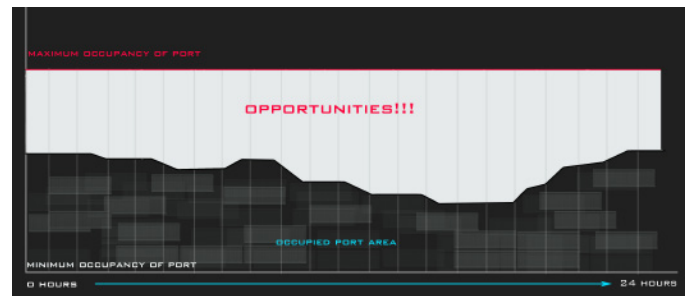 MAXIMUM OCCUPANCY OF PORT
OPPORTUNITIES!!!
OCCUPIED PORT AREA
MINIMUM OCCUPANCY OF PORT
0 HOURS
24 HOURS